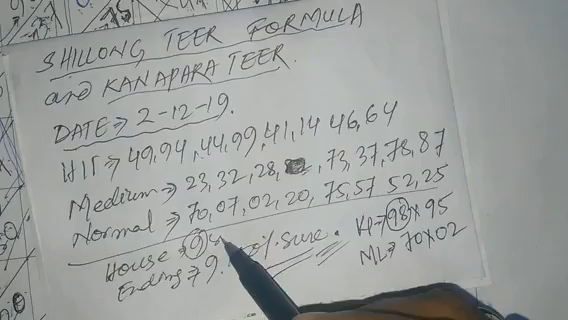 SHILLONG TEER FORMULA
and KANAPARA TEER.
DATE → 2-12-19.
HIT → 49,94,44,99,41,14 46,64
Medium → 23,32,28, ,73,37,78,87
Normal → 70,07,02,20,75,57 52,25
House → 9 KP → 98 × 95
Ending → 9. % sure. ML → 70 × 02